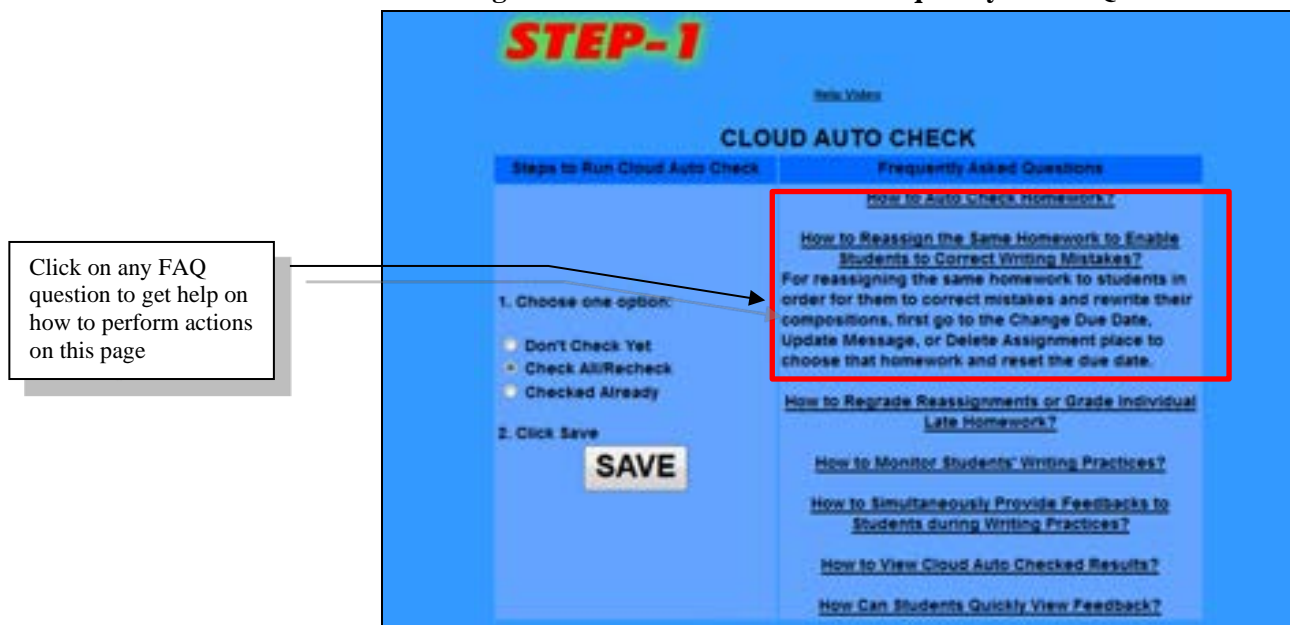 STEP-1
Help Video
CLOUD AUTO CHECK
Steps to Run Cloud Auto Check
Frequently Asked Questions
How to Auto Check Homework?
How to Reassign the Same Homework to Enable
Students to Correct Writing Mistakes?
For reassigning the same homework to students in
order for them to correct mistakes and rewrite their
compositions, first go to the Change Due Date,
Update Message, or Delete Assignment place to
choose that homework and reset the due date.
How to Regrade Reassignments or Grade Individual
Late Homework?
How to Monitor Students' Writing Practices?
How to Simultaneously Provide Feedbacks to
Students during Writing Practices?
How to View Cloud Auto Checked Results?
How Can Students Quickly View Feedback?
1. Choose one option:
Don't Check Yet
Check All/Recheck
Checked Already
2. Click Save
SAVE
Click on any FAQ
question to get help on
how to perform actions
on this page